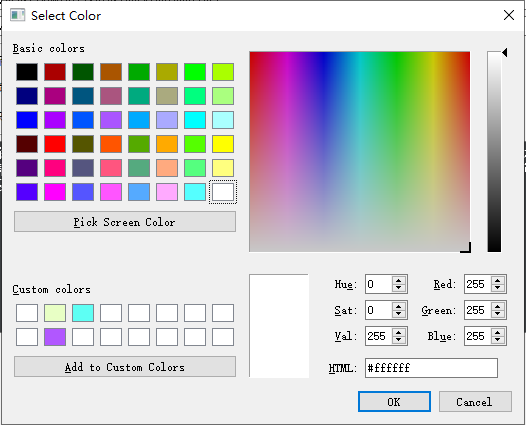 Select Color
Basic colors
Pick Screen Color
Custom colors
Add to Custom Colors
Hue: 0 Red: 255
Sat: 0 Green: 255
Val: 255 Blue: 255
HTML: #ffffff
OK Cancel